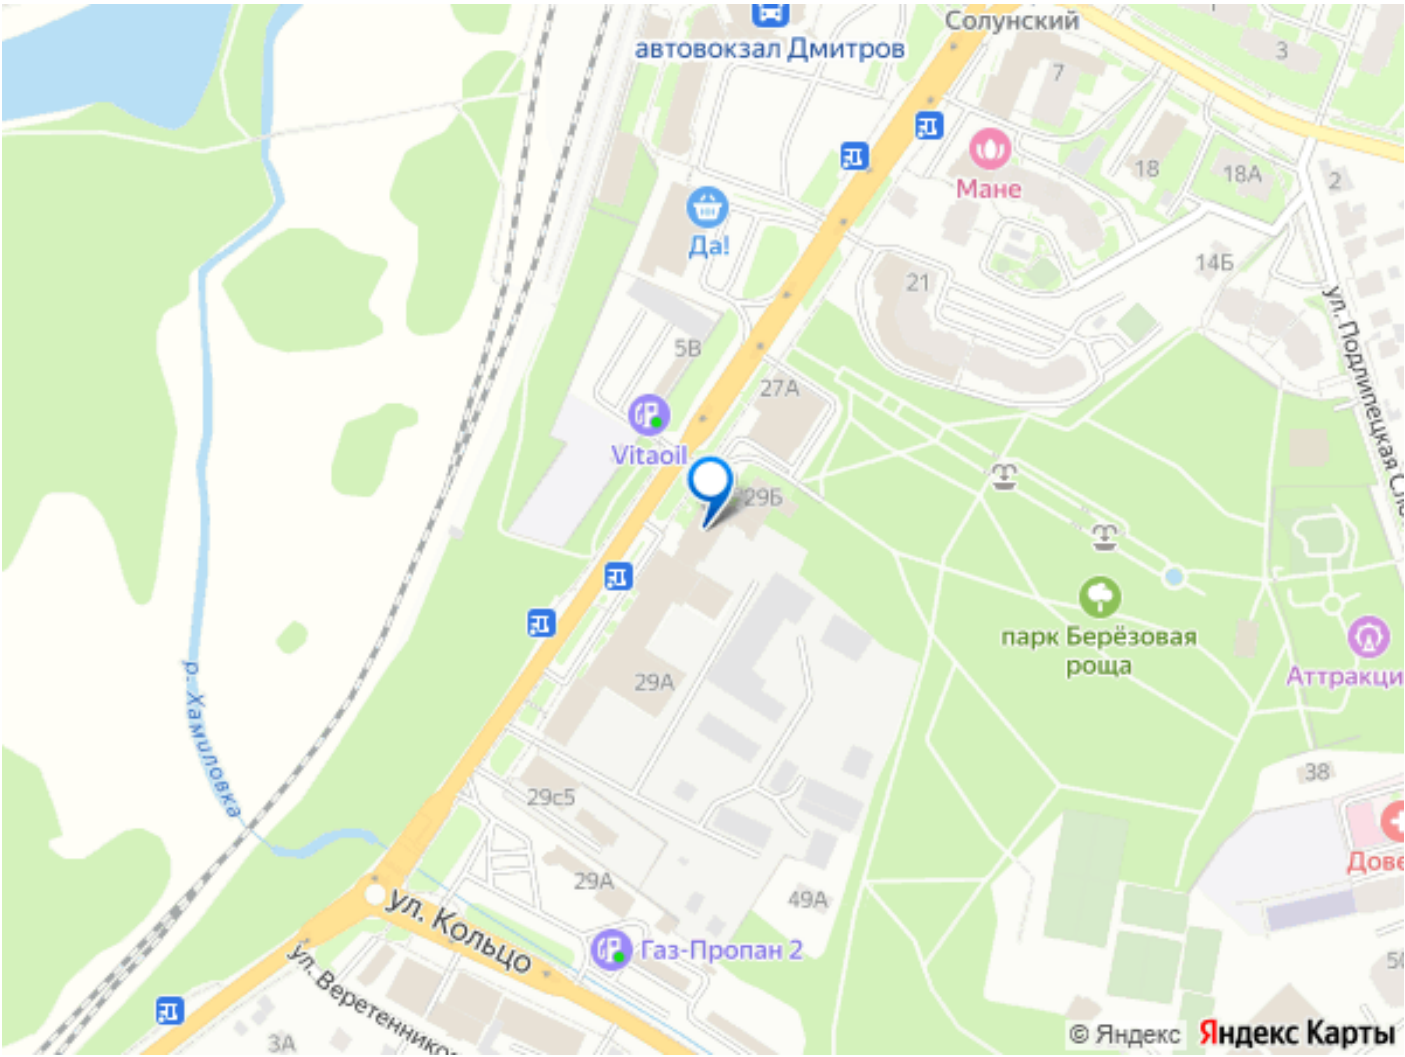 Солунский
автовокзал Дмитров
3
7
18
18А
2
Мане
Да!
14Б
21
ул. Подлипецкая Сло
5В
27А
Vitaoil
29Б
парк Берёзовая
роща
Аттракци
29А
р. Хамиловка
38
29с5
Дове
29А
49А
ул. Кольцо
Газ-Пропан 2
50
ул. Веретеннико
3А
© Яндекс Яндекс Карты